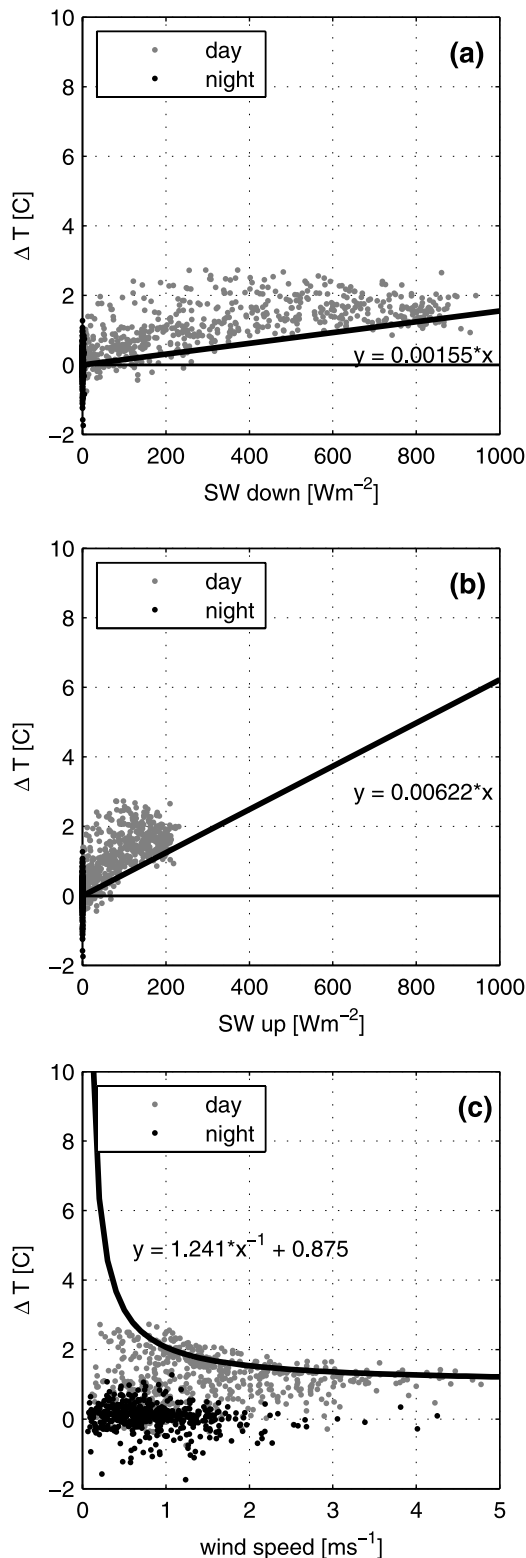 10
day
night
(a)
8
6
4
2
0
−2
Δ T [C]
y = 0.00155*x
0 200 400 600 800 1000
SW down [Wm⁻²]
10
day
night
(b)
8
6
4
2
0
−2
Δ T [C]
y = 0.00622*x
0 200 400 600 800 1000
SW up [Wm⁻²]
10
day
night
(c)
8
6
4
2
0
−2
Δ T [C]
y = 1.241*x⁻¹ + 0.875
0 1 2 3 4 5
wind speed [ms⁻¹]